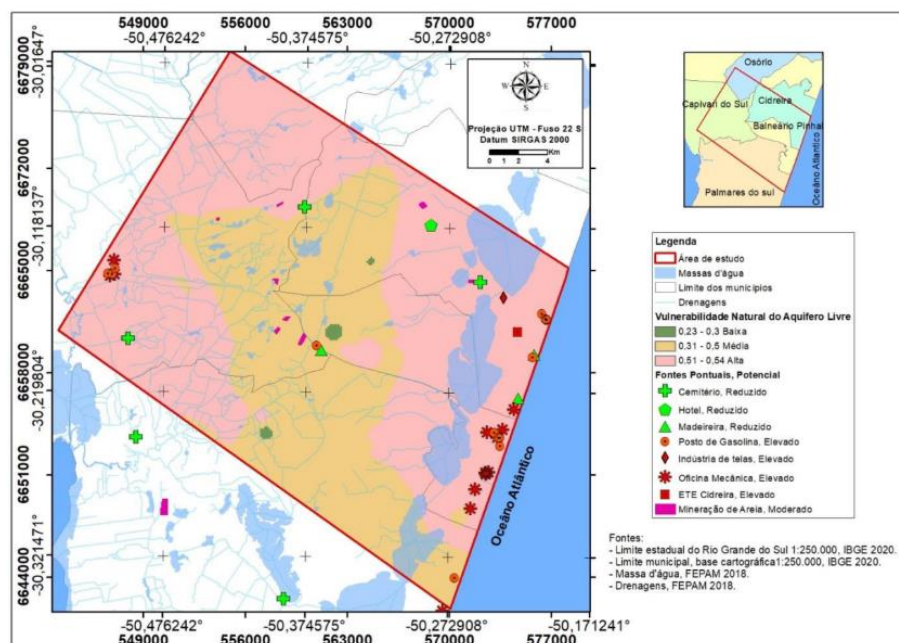 549000 556000 563000 570000 577000
-50,476242° -50,374575° -50,272908° -50,171241°
6679000
-30,01647°
6672000
-30,118137°
6665000
665800
-30,219804°
6651000
-30,321471°
6644000
N
W E
S
Projeção UTM - Fuso 22 S
Datum SIRGAS 2000
0 1 2 4
Km
Oceâno Atlântico
-50,476242° -50,374575° -50,272908° -50,171241°
549000 556000 563000 570000 577000
Osório
Capivari do Sul
Cidreira
Balneário Pinhal
Palmares do sul
Oceâno Atlantico
Legenda
Área de estudo
Massas d'água
Limite dos municípios
Drenagens
Vulnerabilidade Natural do Aquífero Livre
0,23 - 0,3 Baixa
0,31 - 0,5 Média
0,51 - 0,54 Alta
Fontes Pontuais, Potencial
Cemitério, Reduzido
Hotel, Reduzido
Madeireira, Reduzido
Posto de Gasolina, Elevado
Indústria de telas, Elevado
Oficina Mecânica, Elevado
ETE Cidreira, Elevado
Mineração de Areia, Moderado
Fontes:
- Limite estadual do Rio Grande do Sul 1:250.000, IBGE 2020.
- Limite municipal, base cartográfica1:250.000, IBGE 2020.
- Massa d'água, FEPAM 2018.
- Drenagens, FEPAM 2018.